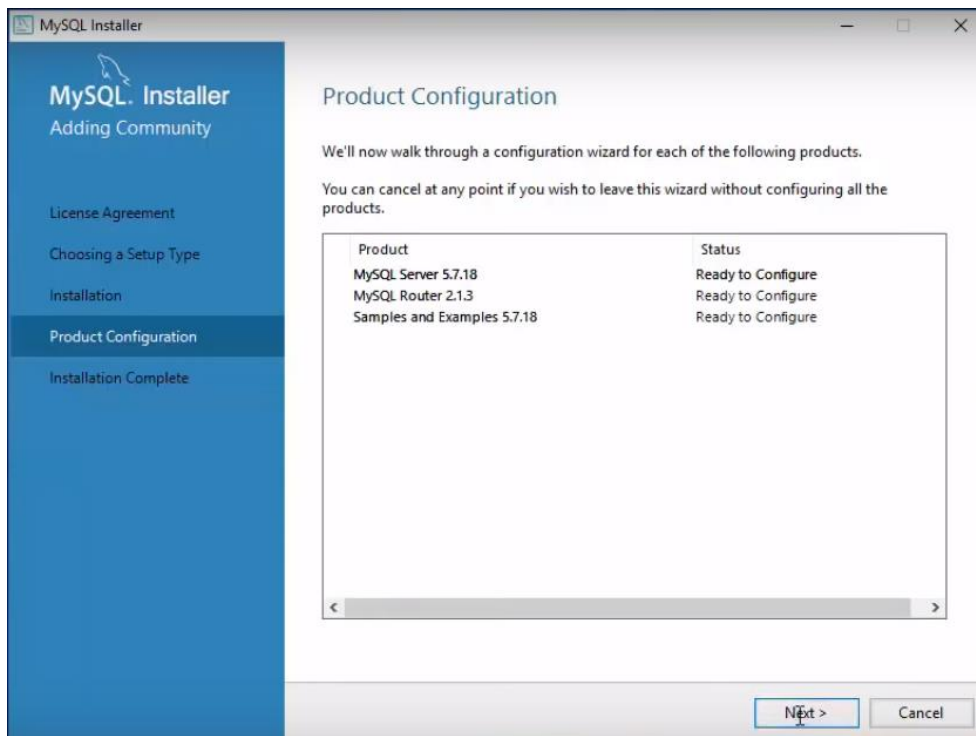 MySQL Installer
MySQL. Installer
Adding Community
License Agreement
Choosing a Setup Type
Installation
Product Configuration
Installation Complete
Product Configuration
We'll now walk through a configuration wizard for each of the following products.
You can cancel at any point if you wish to leave this wizard without configuring all the
products.
Product Status
MySQL Server 5.7.18 Ready to Configure
MySQL Router 2.1.3 Ready to Configure
Samples and Examples 5.7.18 Ready to Configure
Next > Cancel